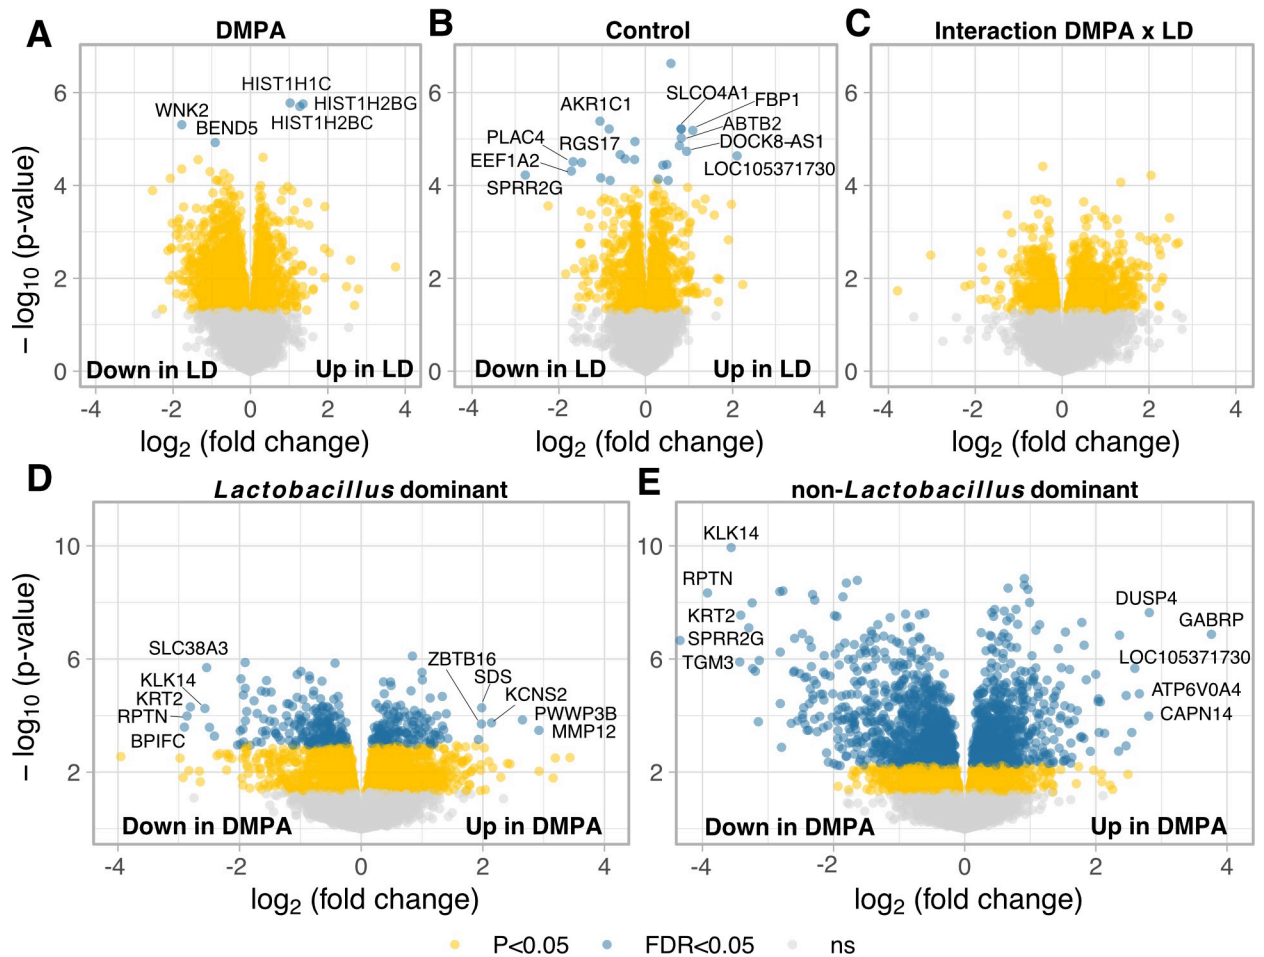 A
DMPA
− log10 (p-value)
6
4
2
0
-4
-2
0
2
4
log2 (fold change)
HIST1H1C
HIST1H2BG
HIST1H2BC
WNK2
BEND5
Down in LD
Up in LD
B
Control
6
4
2
0
-4
-2
0
2
4
log2 (fold change)
SLCO4A1
FBP1
AKR1C1
ABTB2
DOCK8-AS1
PLAC4
RGS17
EEF1A2
LOC105371730
SPRR2G
Down in LD
Up in LD
C
Interaction DMPA x LD
6
4
2
0
-4
-2
0
2
4
log2 (fold change)
D
Lactobacillus dominant
− log10 (p-value)
10
6
2
-4
-2
0
2
4
log2 (fold change)
SLC38A3
KLK14
KRT2
RPTN
BPIFC
ZBTB16
SDS
KCNS2
PWWP3B
MMP12
Down in DMPA
Up in DMPA
E
non-Lactobacillus dominant
10
6
2
-4
-2
0
2
4
log2 (fold change)
KLK14
RPTN
KRT2
SPRR2G
TGM3
DUSP4
GABRP
LOC105371730
ATP6V0A4
CAPN14
Down in DMPA
Up in DMPA
P<0.05
FDR<0.05
ns